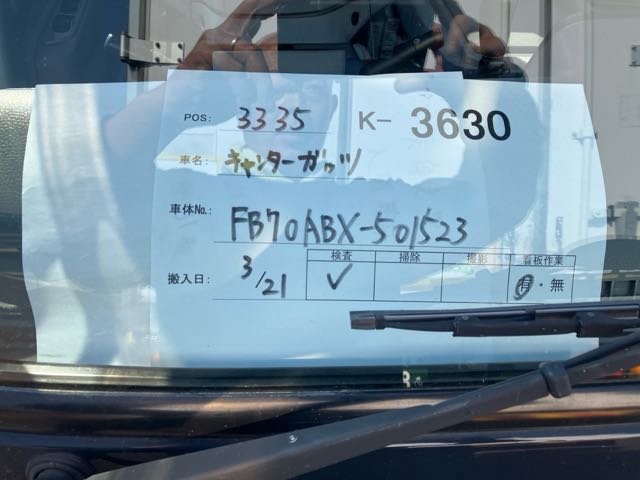 POS: 3335 K- 3630
車名: キャンターガッツ
車体No.: FB70ABX-501523
搬入日: 3/21
検査 掃除 撮影 看板作業
✓ 有・無